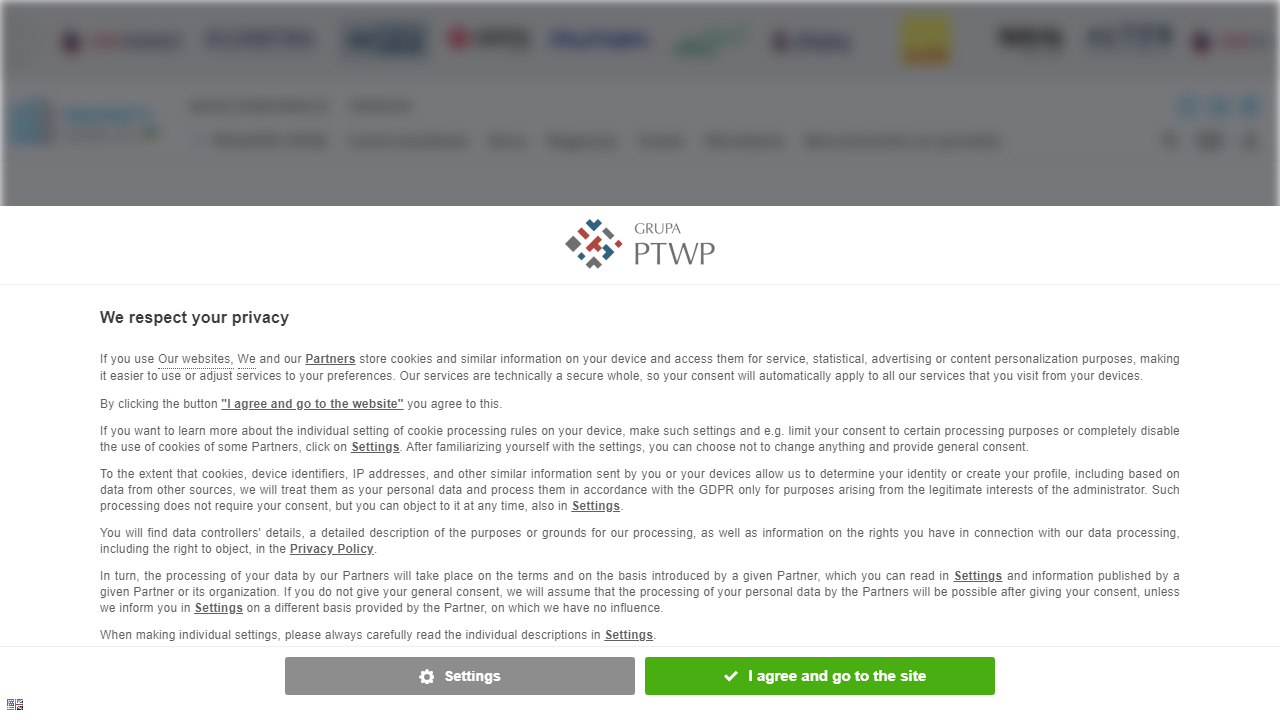 GRUPA
PTWP
We respect your privacy
If you use Our websites, We and our Partners store cookies and similar information on your device and access them for service, statistical, advertising or content personalization purposes, making
it easier to use or adjust services to your preferences. Our services are technically a secure whole, so your consent will automatically apply to all our services that you visit from your devices.
By clicking the button "I agree and go to the website" you agree to this.
If you want to learn more about the individual setting of cookie processing rules on your device, make such settings and e.g. limit your consent to certain processing purposes or completely disable
the use of cookies of some Partners, click on Settings. After familiarizing yourself with the settings, you can choose not to change anything and provide general consent.
To the extent that cookies, device identifiers, IP addresses, and other similar information sent by you or your devices allow us to determine your identity or create your profile, including based on
data from other sources, we will treat them as your personal data and process them in accordance with the GDPR only for purposes arising from the legitimate interests of the administrator. Such
processing does not require your consent, but you can object to it at any time, also in Settings.
You will find data controllers' details, a detailed description of the purposes or grounds for our processing, as well as information on the rights you have in connection with our data processing,
including the right to object, in the Privacy Policy.
In turn, the processing of your data by our Partners will take place on the terms and on the basis introduced by a given Partner, which you can read in Settings and information published by a
given Partner or its organization. If you do not give your general consent, we will assume that the processing of your personal data by the Partners will be possible after giving your consent, unless
we inform you in Settings on a different basis provided by the Partner, on which we have no influence.
When making individual settings, please always carefully read the individual descriptions in Settings.
Settings
I agree and go to the site